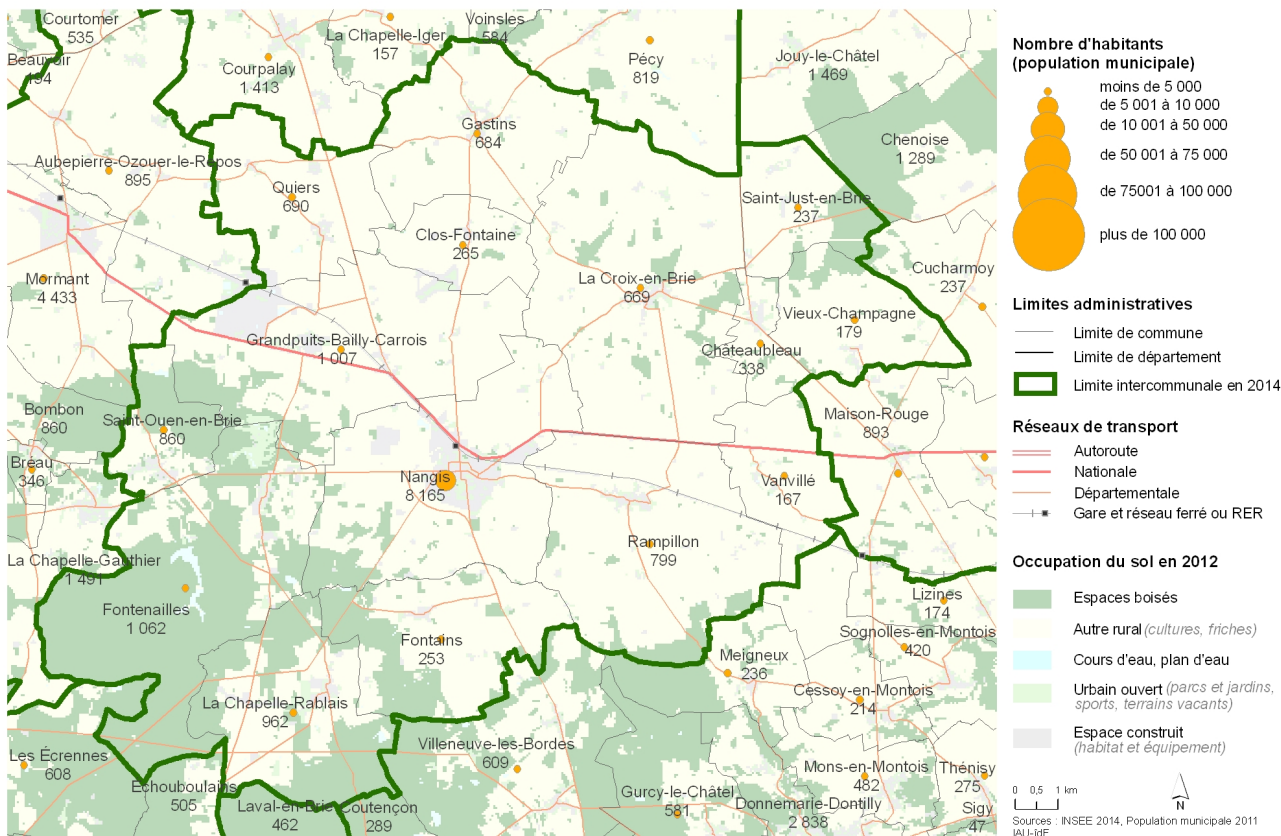 Courtomer
535
Beauvoir
194
La Chapelle-Iger
157
Voinsles
584
Courpalay
1 413
Pécy
819
Jouy-le-Châtel
1 469
Gastins
684
Chenoise
1 289
Aubepierre-Ozouer-le-Repos
895
Quiers
690
Saint-Just-en-Brie
237
Clos-Fontaine
265
Mormant
4 433
La Croix-en-Brie
669
Cucharmoy
237
Vieux-Champagne
179
Grandpuits-Bailly-Carrois
1 007
Châteaubleau
338
Bombon
860
Saint-Ouen-en-Brie
860
Maison-Rouge
893
Bréau
346
Nangis
8 165
Vanvillé
167
Rampillon
799
La Chapelle-Gauthier
1 491
Fontenailles
1 062
Lizines
174
Fontains
253
Sognolles-en-Montois
420
Meigneux
236
Cessoy-en-Montois
214
La Chapelle-Rablais
962
Les Écrennes
608
Villeneuve-les-Bordes
609
Échouboulains
505
Mons-en-Montois
482
Thénisy
275
Laval-en-Brie
462
Coutençon
289
Gurcy-le-Châtel
581
Donnemarie-Dontilly
2 838
Sigy
47
Nombre d'habitants
(population municipale)
moins de 5 000
de 5 001 à 10 000
de 10 001 à 50 000
de 50 001 à 75 000
de 75001 à 100 000
plus de 100 000
Limites administratives
Limite de commune
Limite de département
Limite intercommunale en 2014
Réseaux de transport
Autoroute
Nationale
Départementale
Gare et réseau ferré ou RER
Occupation du sol en 2012
Espaces boisés
Autre rural (cultures, friches)
Cours d'eau, plan d'eau
Urbain ouvert (parcs et jardins,
sports, terrains vacants)
Espace construit
(habitat et équipement)
0 0,5 1 km
N
Sources : INSEE 2014, Population municipale 2011
IAU-îdF